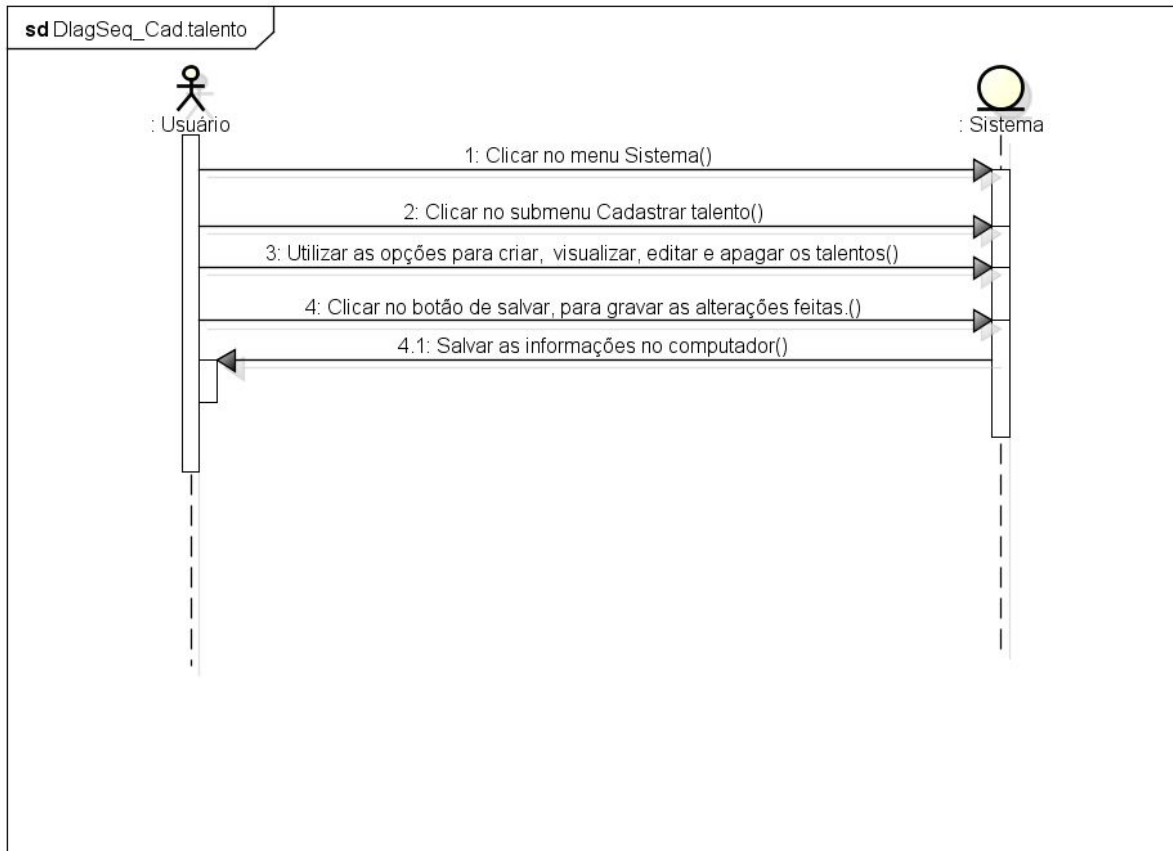 sd DIagSeq_Cad.talento
: Usuário
: Sistema
1: Clicar no menu Sistema()
2: Clicar no submenu Cadastrar talento()
3: Utilizar as opções para criar,  visualizar, editar e apagar os talentos()
4: Clicar no botão de salvar, para gravar as alterações feitas.()
4.1: Salvar as informações no computador()